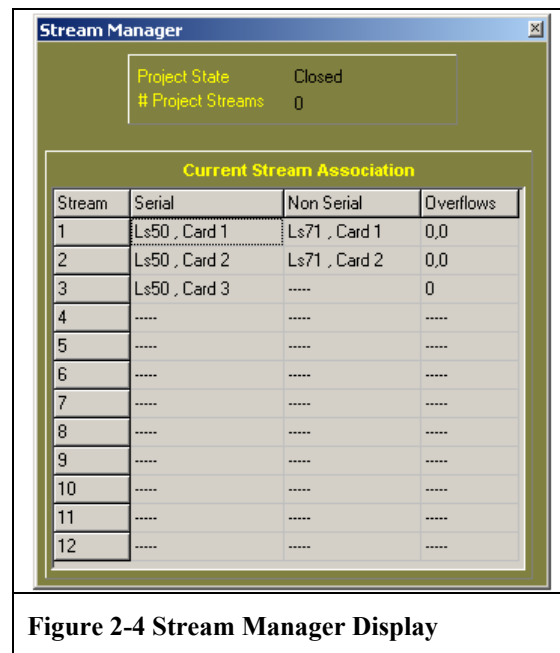 Stream Manager
Project State Closed
# Project Streams 0
Current Stream Association
Stream Serial Non Serial Overflows
1 Ls50 , Card 1 Ls71 , Card 1 0,0
2 Ls50 , Card 2 Ls71 , Card 2 0,0
3 Ls50 , Card 3 ----- 0
4 ----- ----- -----
5 ----- ----- -----
6 ----- ----- -----
7 ----- ----- -----
8 ----- ----- -----
9 ----- ----- -----
10 ----- ----- -----
11 ----- ----- -----
12 ----- ----- -----
Figure 2-4 Stream Manager Display